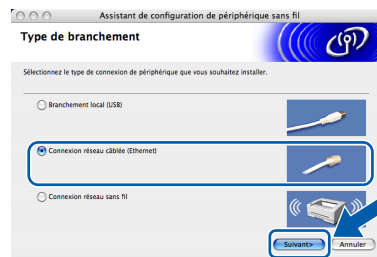 Assistant de configuration de périphérique sans fil
Type de branchement
Sélectionnez le type de connexion de périphérique que vous souhaitez installer.
Branchement local (USB)
Connexion réseau câblée (Ethernet)
Connexion réseau sans fil
Suivant>
Annuler